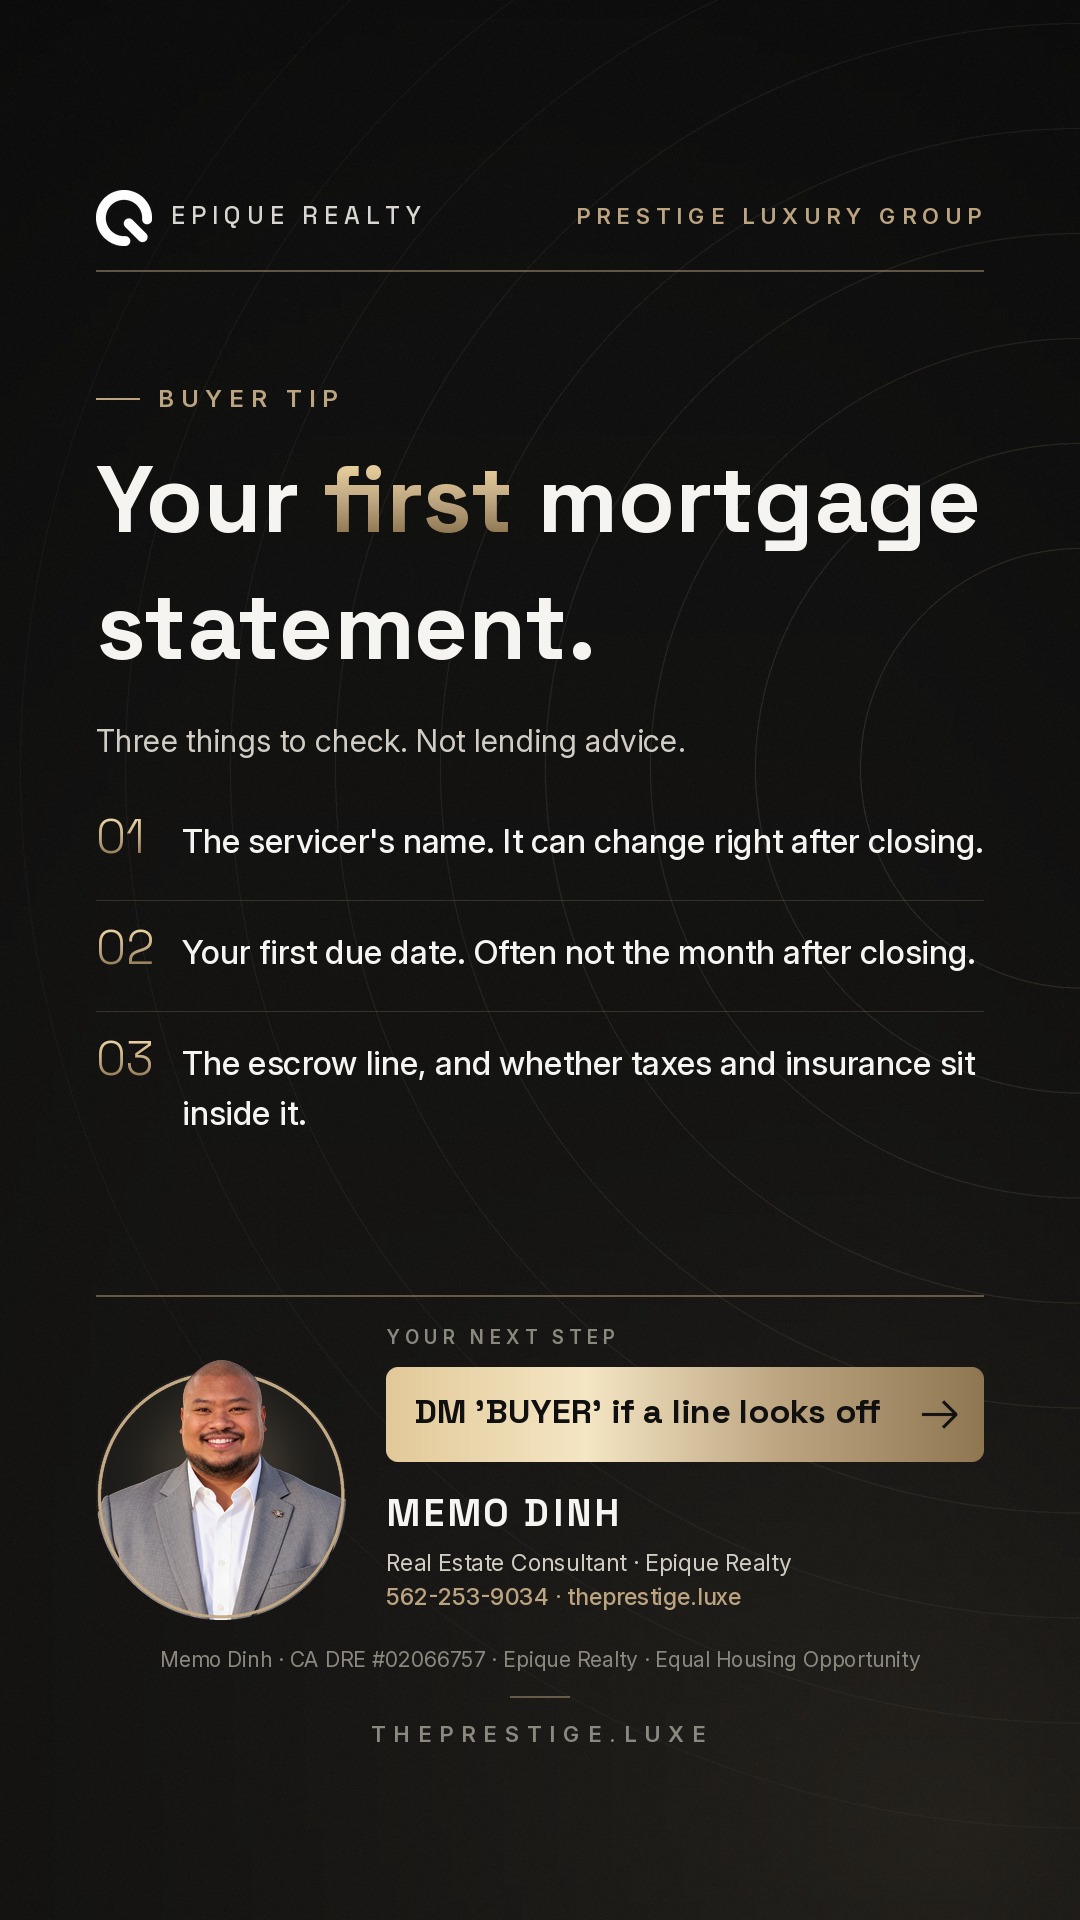 EPIQUE REALTY
PRESTIGE LUXURY GROUP
BUYER TIP
Your first mortgage
statement.
Three things to check. Not lending advice.
01 The servicer's name. It can change right after closing.
02 Your first due date. Often not the month after closing.
03 The escrow line, and whether taxes and insurance sit
inside it.
YOUR NEXT STEP
DM ’BUYER’ if a line looks off →
MEMO DINH
Real Estate Consultant · Epique Realty
562-253-9034 · theprestige.luxe
Memo Dinh · CA DRE #02066757 · Epique Realty · Equal Housing Opportunity
THEPRESTIGE.LUXE